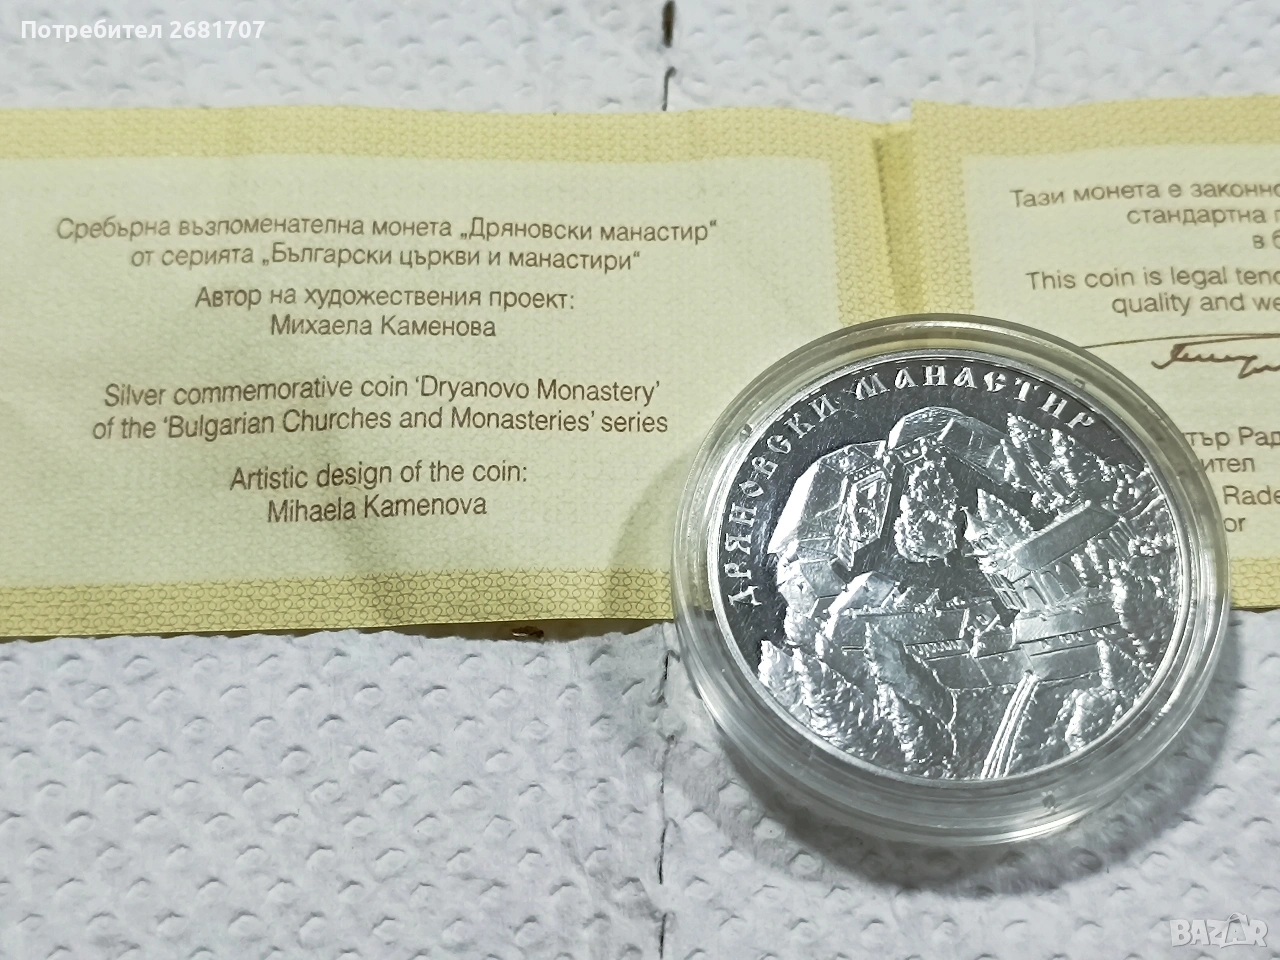 Потребител 2681707
Сребърна възпоменателна монета „Дряновски манастир“
от серията „Български църкви и манастири“
Автор на художествения проект:
Михаела Каменова
Silver commemorative coin ‘Dryanovo Monastery’
of the ‘Bulgarian Churches and Monasteries’ series
Artistic design of the coin:
Mihaela Kamenova
Тази монета е законно
стандартна
в
This coin is legal
quality and
ДРЯНОВСКИ МАНАСТИР
Rade
BAZAR